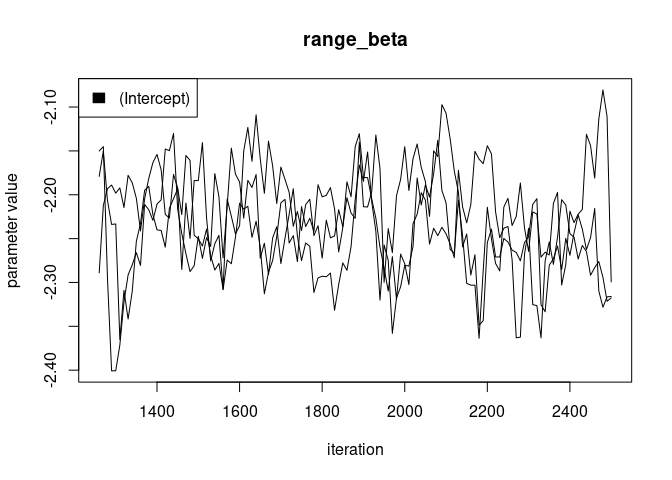 range_beta
(Intercept)
parameter value
-2.10
-2.20
-2.30
-2.40
1400 1600 1800 2000 2200 2400
iteration